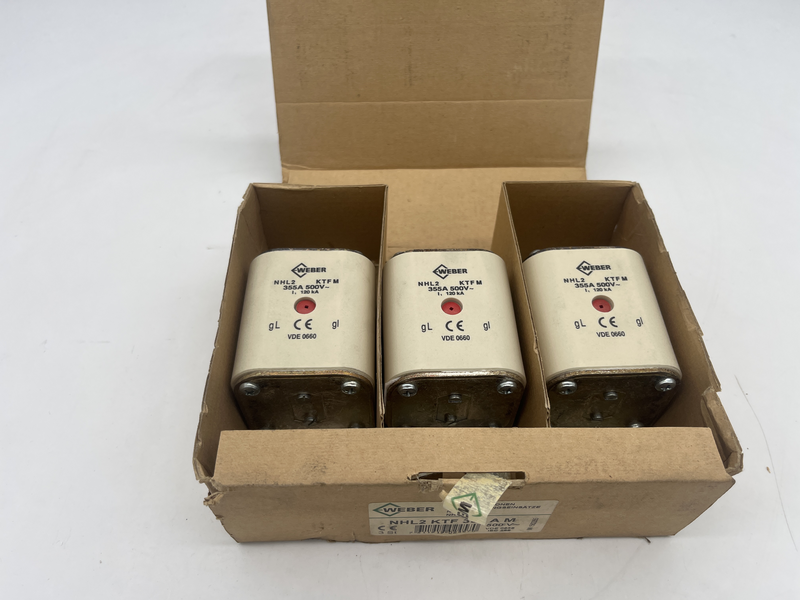 WEBER
NHL2 KTF M
355A 500V~
I₁ 120 kA
gL CE gI
VDE 0660
WEBER
NHL2 KTF M
355A 500V~
I₁ 120 kA
gL CE gI
VDE 0660
WEBER
NHL2 KTF M
355A 500V~
I₁ 120 kA
gL CE gI
VDE 0660
WEBER
NHL2 KTF 3 A M
500V~